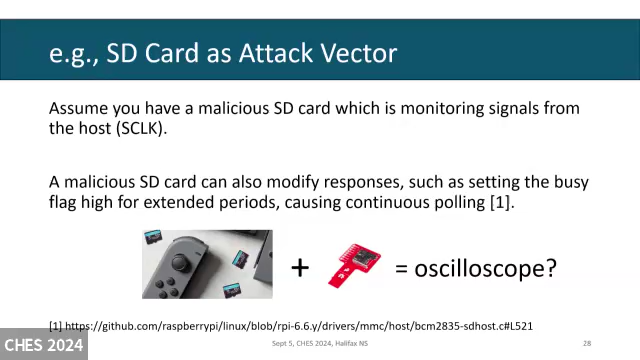 e.g., SD Card as Attack Vector
Assume you have a malicious SD card which is monitoring signals from
the host (SCLK).
A malicious SD card can also modify responses, such as setting the busy
flag high for extended periods, causing continuous polling [1].
+
= oscilloscope?
[1] https://github.com/raspberrypi/linux/blob/rpi-6.6.y/drivers/mmc/host/bcm2835-sdhost.c#L521
CHES 2024
Sept 5, CHES 2024, Halifax NS
28